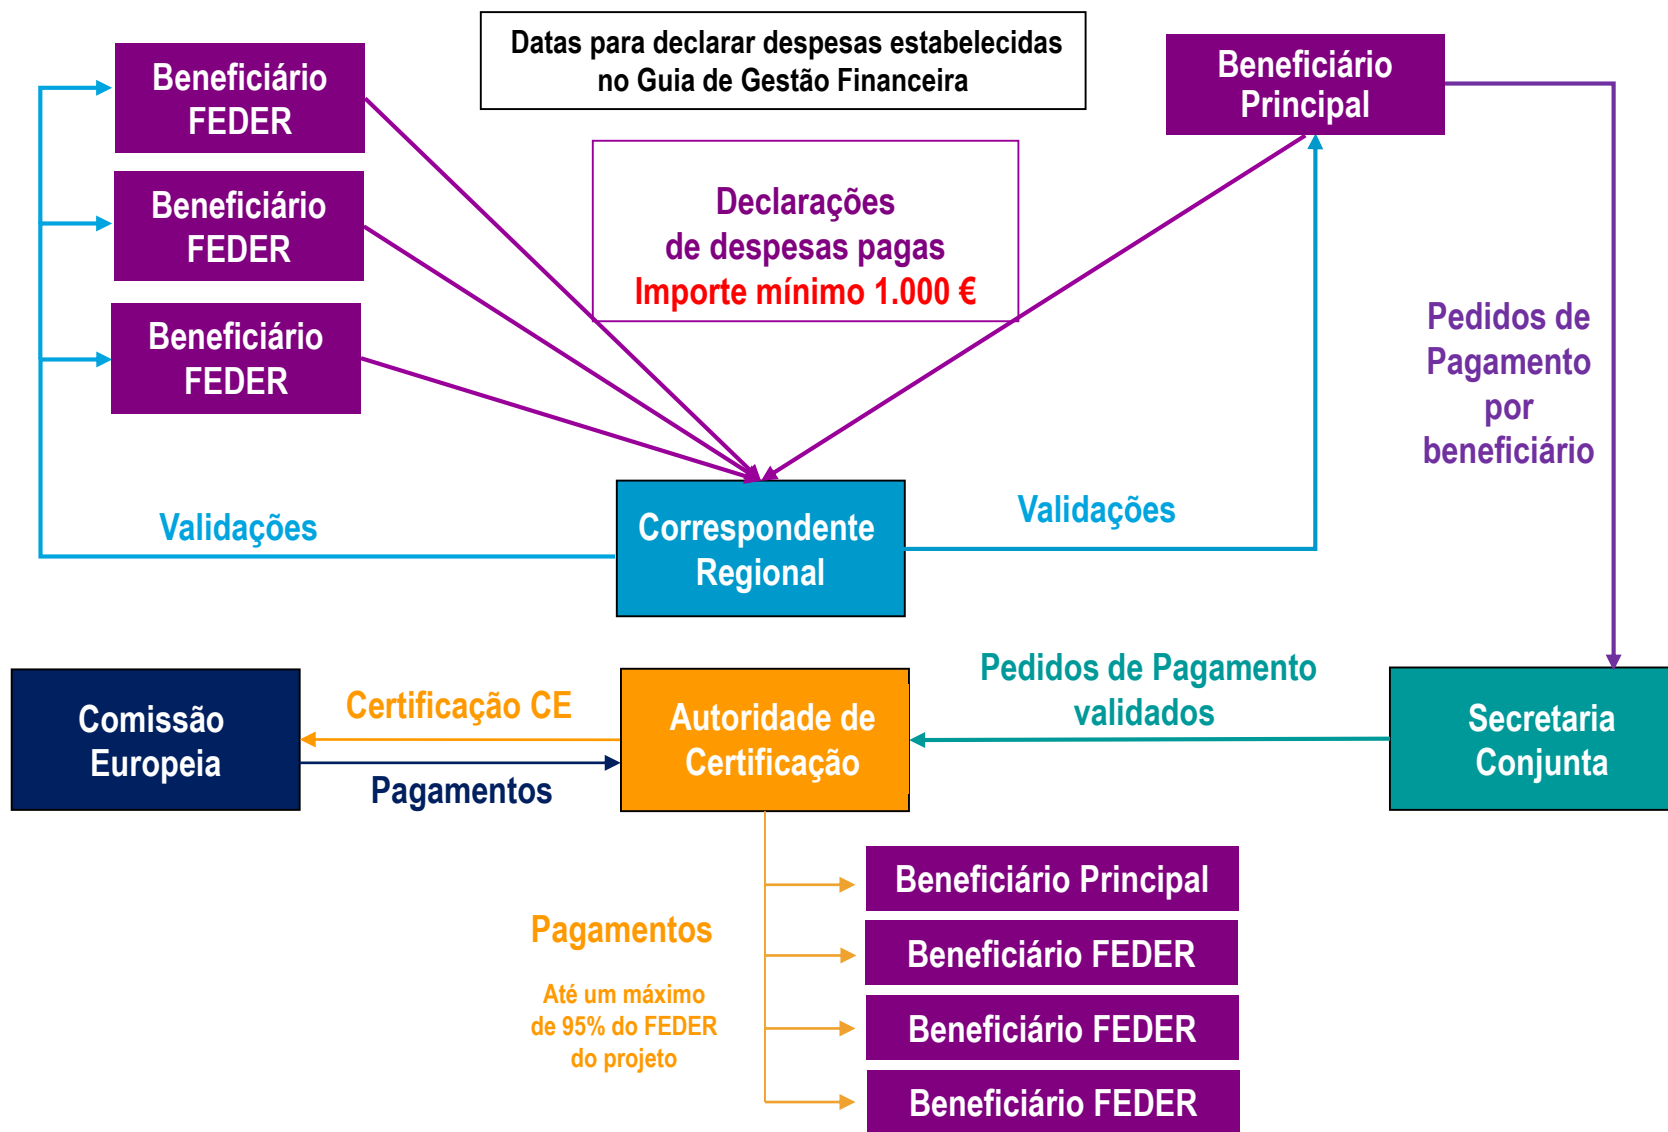 Datas para declarar despesas estabelecidas
no Guia de Gestão Financeira
Beneficiário
FEDER
Beneficiário
FEDER
Beneficiário
FEDER
Beneficiário
Principal
Declarações
de despesas pagas
Importe mínimo 1.000 €
Pedidos de
Pagamento
por
beneficiário
Validações
Correspondente
Regional
Validações
Comissão
Europeia
Certificação CE
Pagamentos
Autoridade de
Certificação
Pedidos de Pagamento
validados
Secretaria
Conjunta
Pagamentos
Até um máximo
de 95% do FEDER
do projeto
Beneficiário Principal
Beneficiário FEDER
Beneficiário FEDER
Beneficiário FEDER